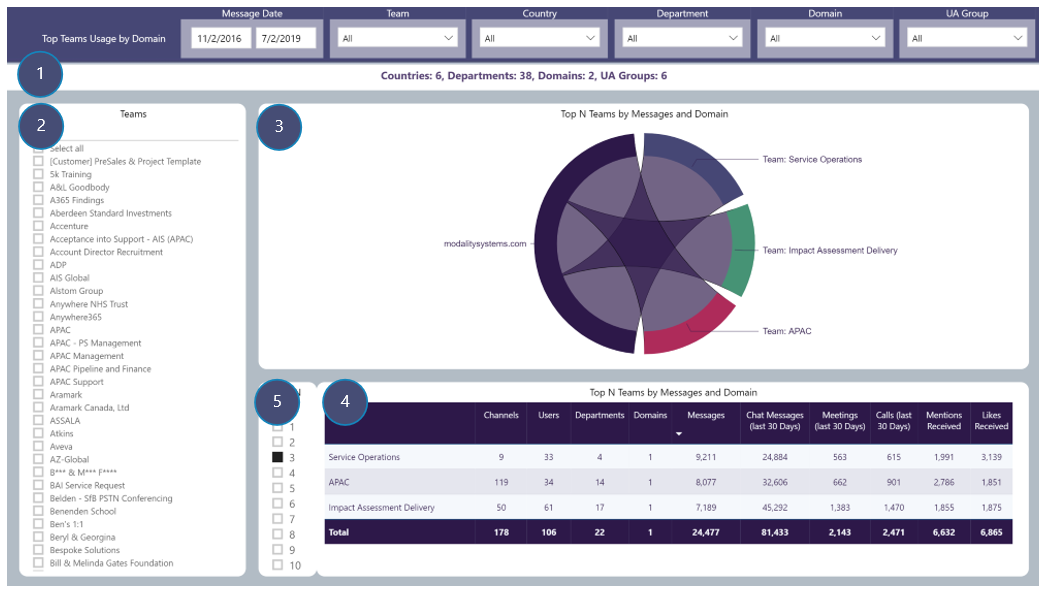 Message Date Team Country Department Domain UA Group
Top Teams Usage by Domain 11/2/2016 7/2/2019 All All All All All
1
Countries: 6, Departments: 38, Domains: 2, UA Groups: 6
2
Teams
Select all
[Customer] PreSales & Project Template
5k Training
A&L Goodbody
A365 Findings
Aberdeen Standard Investments
Accenture
Acceptance into Support - AIS (APAC)
Account Director Recruitment
ADP
AIS Global
Alstom Group
Anywhere NHS Trust
Anywhere365
APAC
APAC - PS Management
APAC Management
APAC Pipeline and Finance
APAC Support
Aramark
Aramark Canada, Ltd
ASSALA
Atkins
Aveva
AZ-Global
B*** & M*** F****
BAI Service Request
Belden - SfB PSTN Conferencing
Benenden School
Ben's 1:1
Beryl & Georgina
Bespoke Solutions
Bill & Melinda Gates Foundation
3
Top N Teams by Messages and Domain
Team: Service Operations
modalitysystems.com
Team: Impact Assessment Delivery
Team: APAC
5
N
1
2
3
4
5
6
7
8
9
10
4
Top N Teams by Messages and Domain
Channels Users Departments Domains Messages Chat Messages (last 30 Days) Meetings (last 30 Days) Calls (last 30 Days) Mentions Received Likes Received
Service Operations 9 33 4 1 9,211 24,884 563 615 1,991 3,139
APAC 119 34 14 1 8,077 32,606 662 901 2,786 1,851
Impact Assessment Delivery 50 61 17 1 7,189 45,292 1,383 1,470 1,855 1,875
Total 178 106 22 1 24,477 81,433 2,143 2,471 6,632 6,865